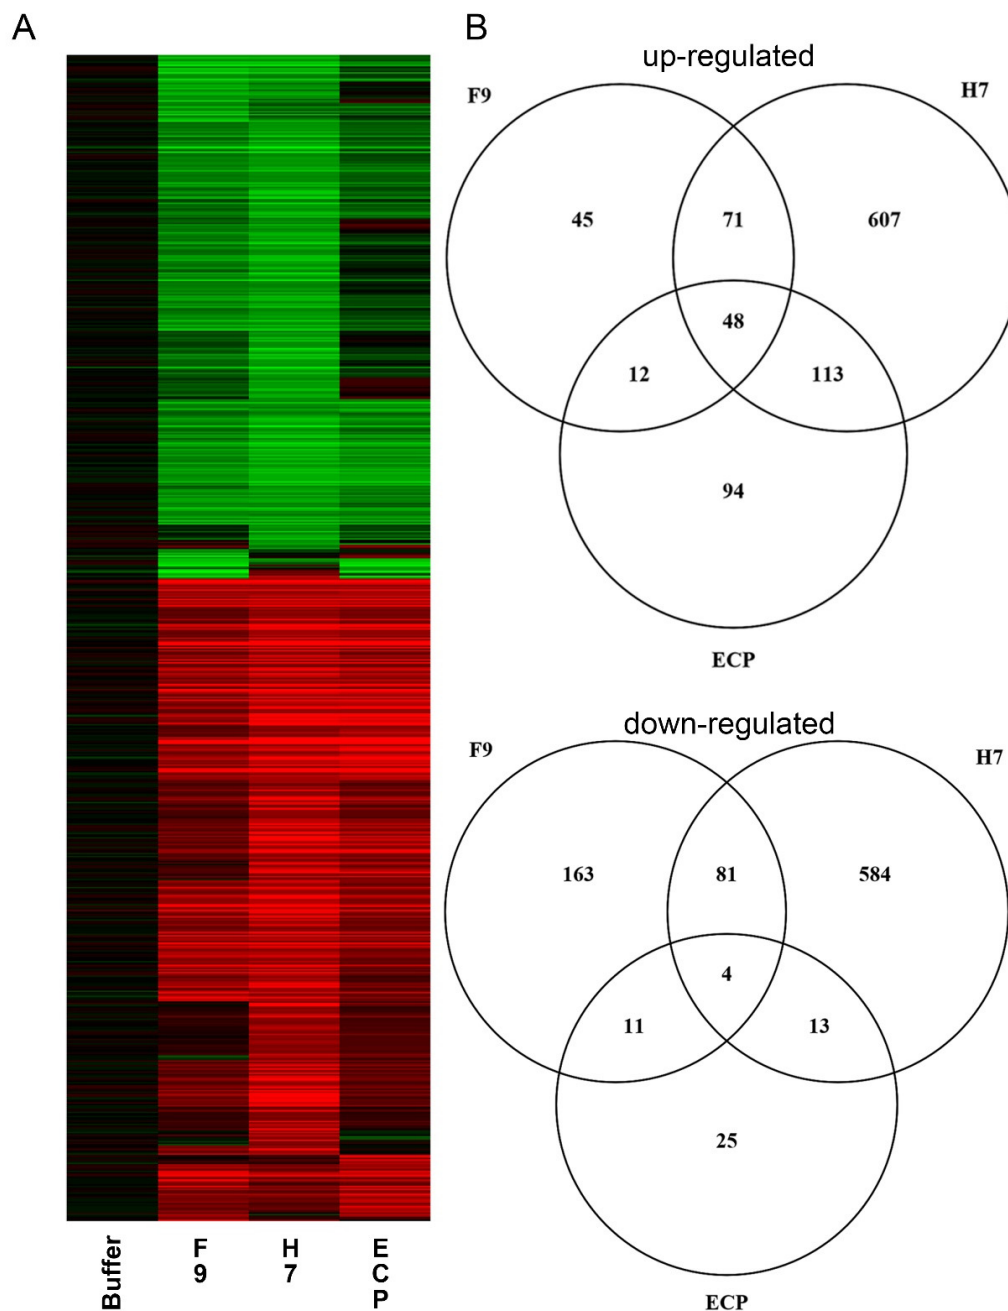 A
B
up-regulated
F9
H7
45
71
607
48
12
113
94
ECP
down-regulated
F9
H7
163
81
584
4
11
13
25
ECP
Buffer
F
9
H
7
E
C
P